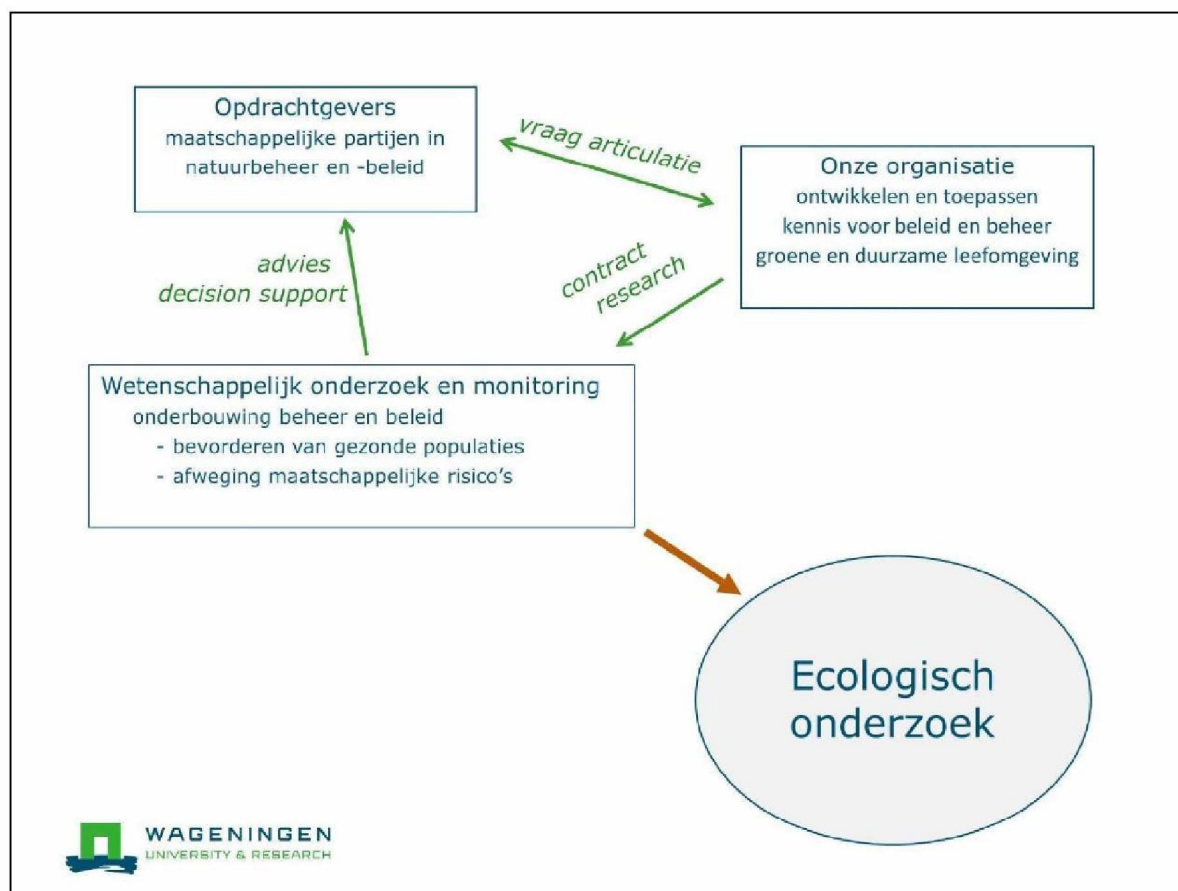 Opdrachtgevers
maatschappelijke partijen in
natuurbeheer en -beleid
vraag articulatie
Onze organisatie
ontwikkelen en toepassen
kennis voor beleid en beheer
groene en duurzame leefomgeving
advies
decision support
contract
research
Wetenschappelijk onderzoek en monitoring
onderbouwing beheer en beleid
- bevorderen van gezonde populaties
- afweging maatschappelijke risico's
Ecologisch
onderzoek
WAGENINGEN
UNIVERSITY & RESEARCH